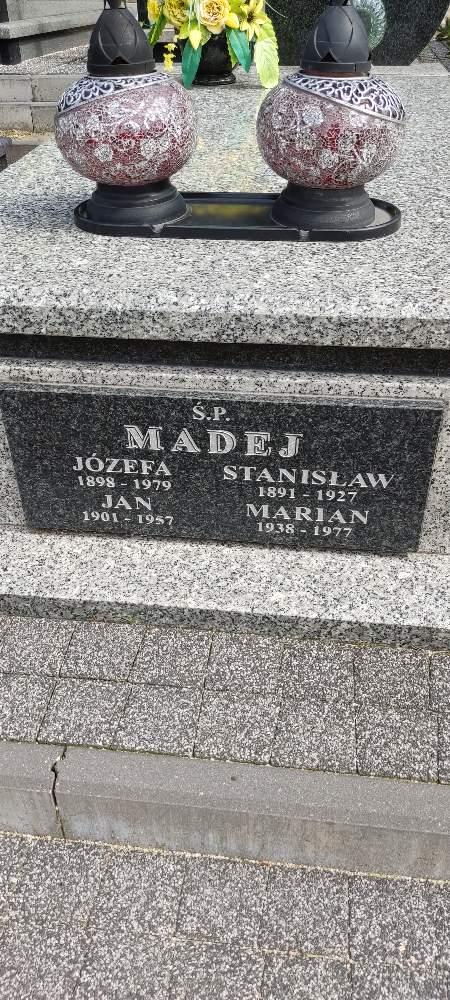 Ś.P.
MADEJ
JÓZEFA
1898 - 1979
JAN
1901 - 1957
STANISŁAW
1891 - 1927
MARIAN
1938 - 1977